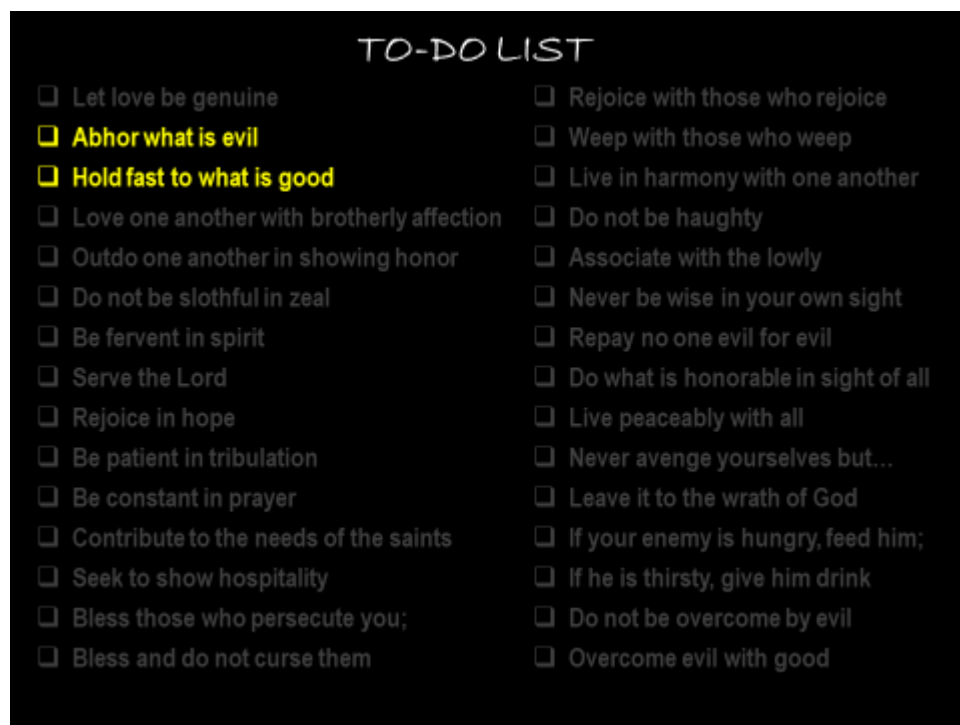 TO-DO LIST
Let love be genuine
Abhor what is evil
Hold fast to what is good
Love one another with brotherly affection
Outdo one another in showing honor
Do not be slothful in zeal
Be fervent in spirit
Serve the Lord
Rejoice in hope
Be patient in tribulation
Be constant in prayer
Contribute to the needs of the saints
Seek to show hospitality
Bless those who persecute you;
Bless and do not curse them
Rejoice with those who rejoice
Weep with those who weep
Live in harmony with one another
Do not be haughty
Associate with the lowly
Never be wise in your own sight
Repay no one evil for evil
Do what is honorable in sight of all
Live peaceably with all
Never avenge yourselves but...
Leave it to the wrath of God
If your enemy is hungry, feed him;
If he is thirsty, give him drink
Do not be overcome by evil
Overcome evil with good